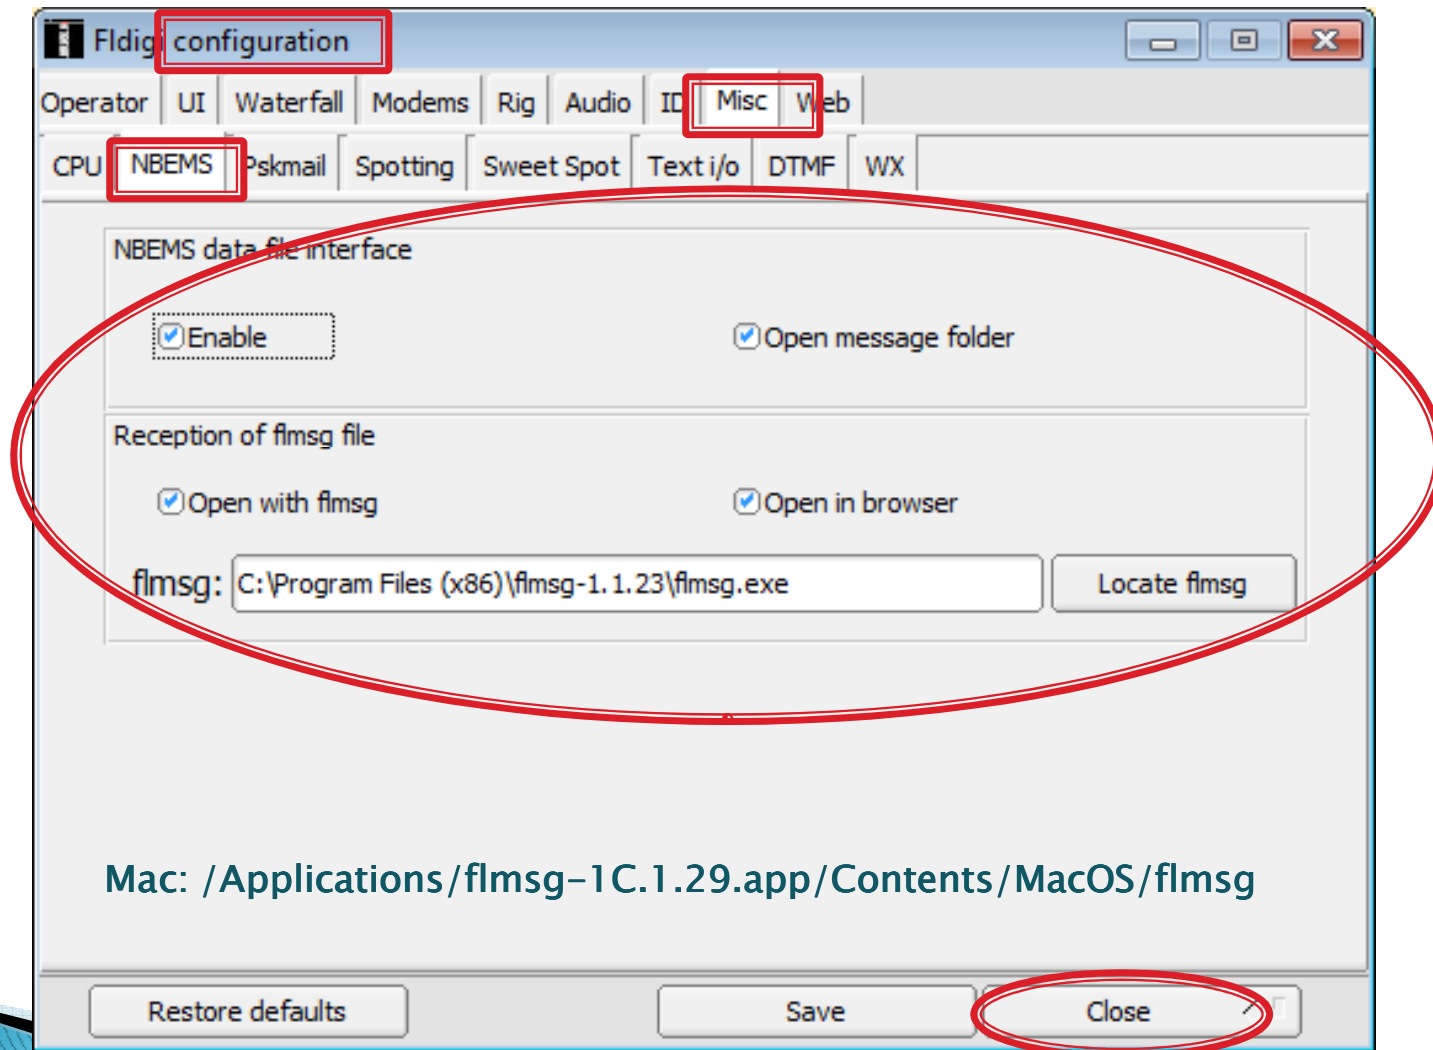 Fldigi configuration
Operator UI Waterfall Modems Rig Audio ID Misc Web
CPU NBEMS Pskmail Spotting Sweet Spot Text i/o DTMF WX
NBEMS data file interface
Enable Open message folder
Reception of flmsg file
Open with flmsg Open in browser
flmsg: C:\Program Files (x86)\flmsg-1.1.23\flmsg.exe Locate flmsg
Mac: /Applications/flmsg-1C.1.29.app/Contents/MacOS/flmsg
Restore defaults Save Close